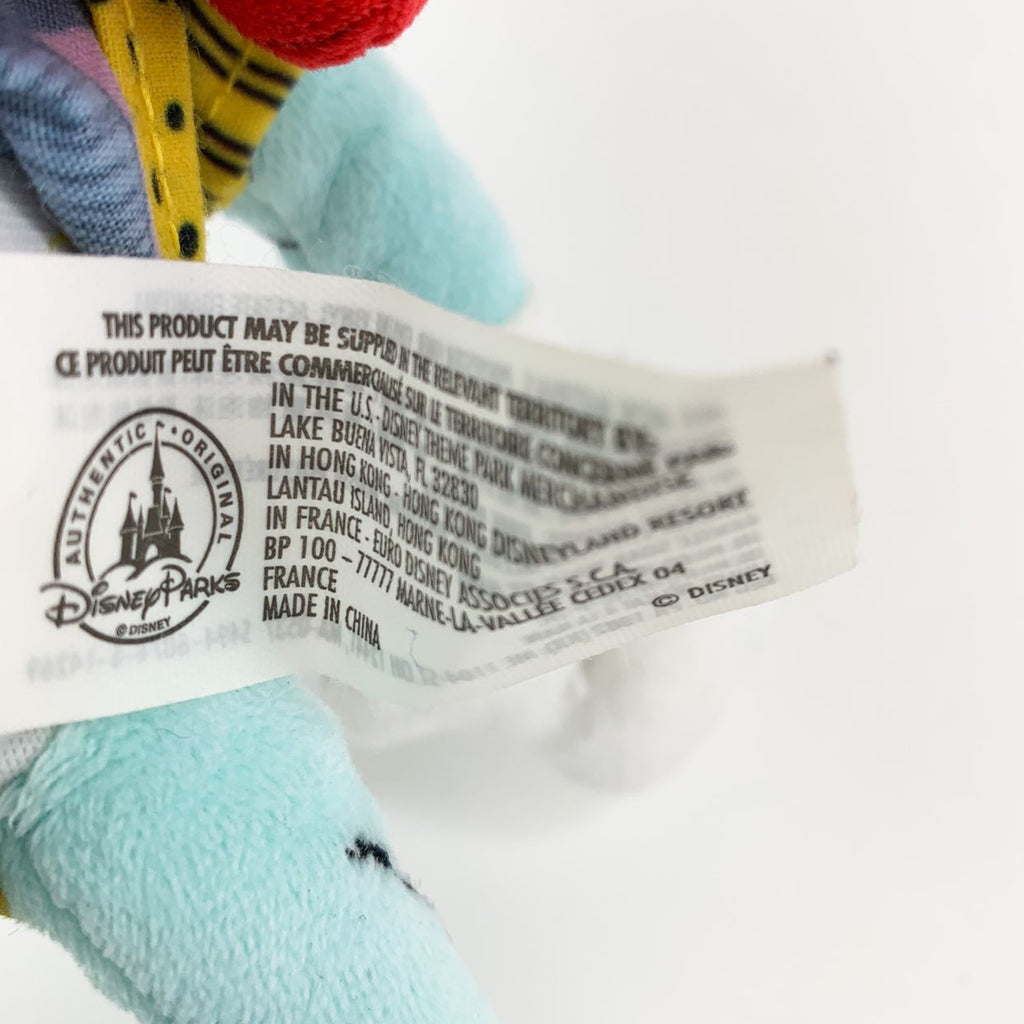 THIS PRODUCT MAY BE SUPPLIED IN THE RELEVANT TERRITORY BY:
CE PRODUIT PEUT ÊTRE COMMERCIALISÉ SUR LE TERRITOIRE CONCERNÉ PAR:
IN THE U.S. - DISNEY THEME PARK MERCHANDISE
LAKE BUENA VISTA, FL 32830
IN HONG KONG - HONG KONG DISNEYLAND RESORT
LANTAU ISLAND, HONG KONG
IN FRANCE - EURO DISNEY ASSOCIES S.C.A.
BP 100 – 77777 MARNE-LA-VALLÉE CEDEX 04
FRANCE
MADE IN CHINA
© DISNEY
AUTHENTIC • ORIGINAL
DISNEY PARKS
© DISNEY